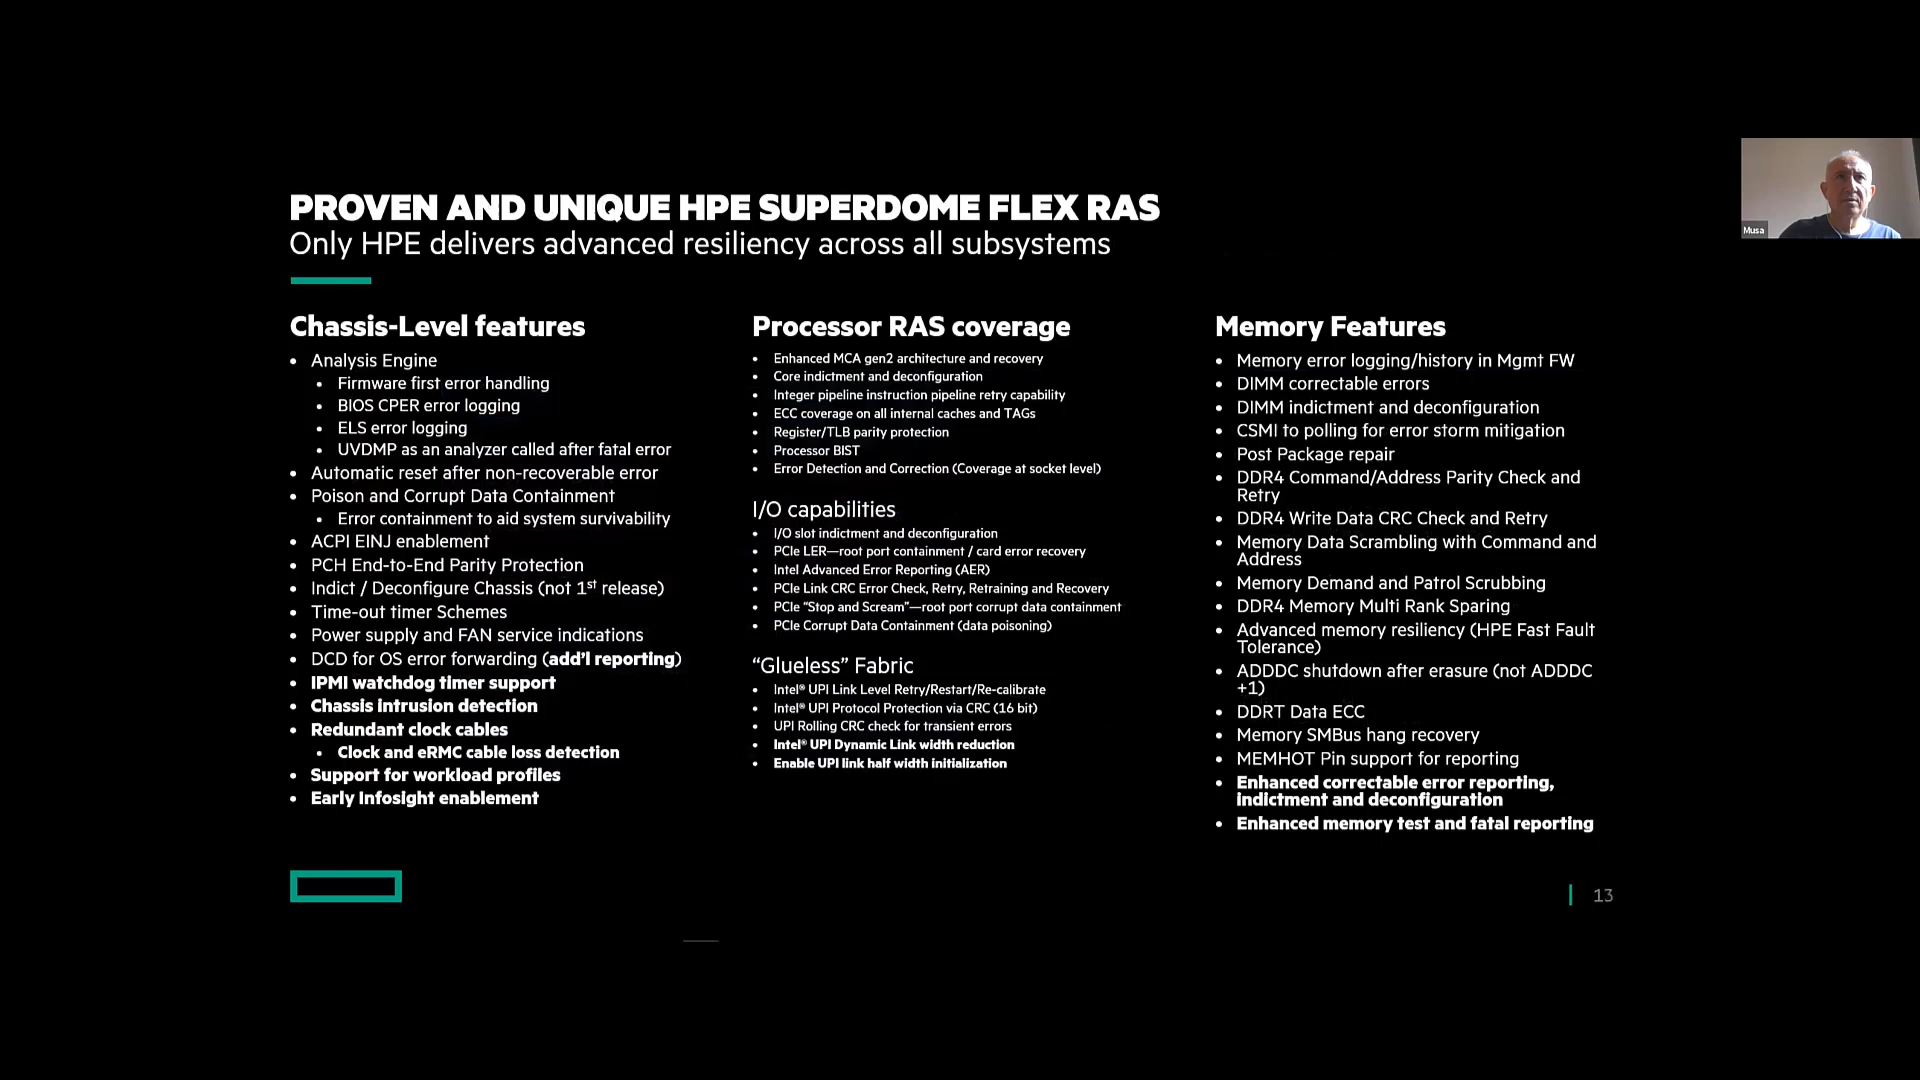 PROVEN AND UNIQUE HPE SUPERDOME FLEX RAS
Only HPE delivers advanced resiliency across all subsystems
Chassis-Level features
• Analysis Engine
• Firmware first error handling
• BIOS CPER error logging
• ELS error logging
• UVDMP as an analyzer called after fatal error
• Automatic reset after non-recoverable error
• Poison and Corrupt Data Containment
• Error containment to aid system survivability
• ACPI EINJ enablement
• PCH End-to-End Parity Protection
• Indict / Deconfigure Chassis (not 1st release)
• Time-out timer Schemes
• Power supply and FAN service indications
• DCD for OS error forwarding (add'l reporting)
• IPMI watchdog timer support
• Chassis intrusion detection
• Redundant clock cables
• Clock and eRMC cable loss detection
• Support for workload profiles
• Early Infosight enablement
Processor RAS coverage
• Enhanced MCA gen2 architecture and recovery
• Core indictment and deconfiguration
• Integer pipeline instruction pipeline retry capability
• ECC coverage on all internal caches and TAGs
• Register/TLB parity protection
• Processor BIST
• Error Detection and Correction (Coverage at socket level)
I/O capabilities
• I/O slot indictment and deconfiguration
• PCIe LER—root port containment / card error recovery
• Intel Advanced Error Reporting (AER)
• PCIe Link CRC Error Check, Retry, Retraining and Recovery
• PCIe “Stop and Scream”—root port corrupt data containment
• PCIe Corrupt Data Containment (data poisoning)
“Glueless” Fabric
• Intel® UPI Link Level Retry/Restart/Re-calibrate
• Intel® UPI Protocol Protection via CRC (16 bit)
• UPI Rolling CRC check for transient errors
• Intel® UPI Dynamic Link width reduction
• Enable UPI link half width initialization
Memory Features
• Memory error logging/history in Mgmt FW
• DIMM correctable errors
• DIMM indictment and deconfiguration
• CSMI to polling for error storm mitigation
• Post Package repair
• DDR4 Command/Address Parity Check and
Retry
• DDR4 Write Data CRC Check and Retry
• Memory Data Scrambling with Command and
Address
• Memory Demand and Patrol Scrubbing
• DDR4 Memory Multi Rank Sparing
• Advanced memory resiliency (HPE Fast Fault
Tolerance)
• ADDDC shutdown after erasure (not ADDDC
+1)
• DDRT Data ECC
• Memory SMBus hang recovery
• MEMHOT Pin support for reporting
• Enhanced correctable error reporting,
indictment and deconfiguration
• Enhanced memory test and fatal reporting
13
Musa